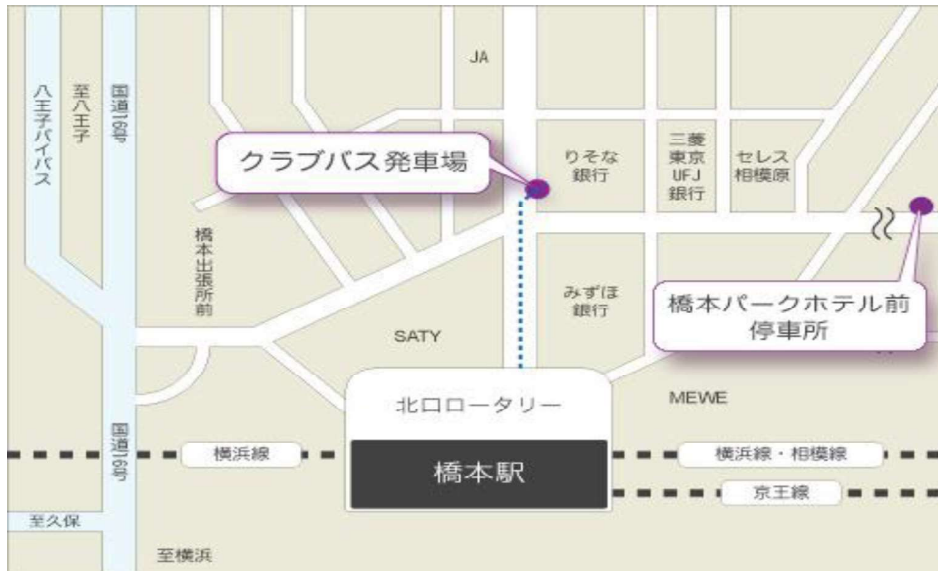 JA
八王子バイパス
至八王子
国道16号
クラブバス発車場
りそな
銀行
三菱
東京
UFJ
銀行
セレス
相模原
橋本出張所前
みずほ
銀行
橋本パークホテル前
停車所
SATY
北口ロータリー
MEWE
国道16号
横浜線
橋本駅
横浜線・相模線
京王線
至久保
至横浜